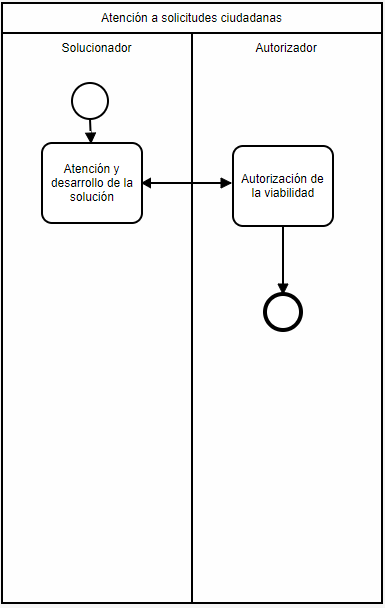 Atención a solicitudes ciudadanas
Solucionador
Autorizador
Atención y
desarrollo de la
solución
Autorización de
la viabilidad